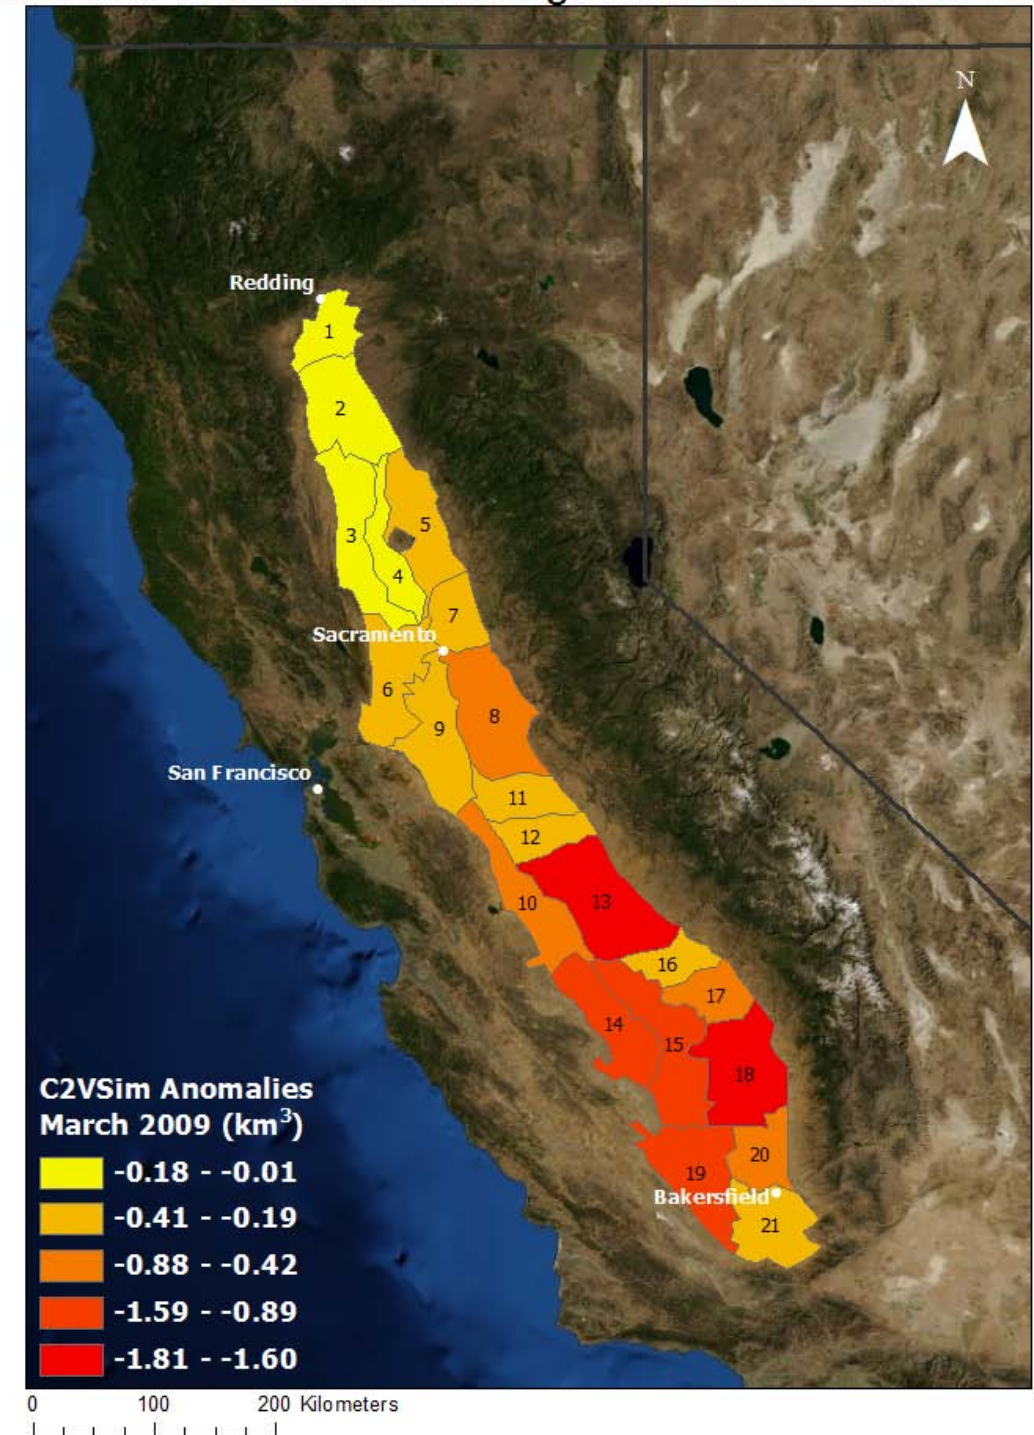 N
Redding
1
2
3
5
4
7
Sacramento
6
8
9
San Francisco
11
12
13
10
16
17
14
15
18
20
19
Bakersfield
21
C2VSim Anomalies
March 2009 (km³)
-0.18 - -0.01
-0.41 - -0.19
-0.88 - -0.42
-1.59 - -0.89
-1.81 - -1.60
0 100 200 Kilometers